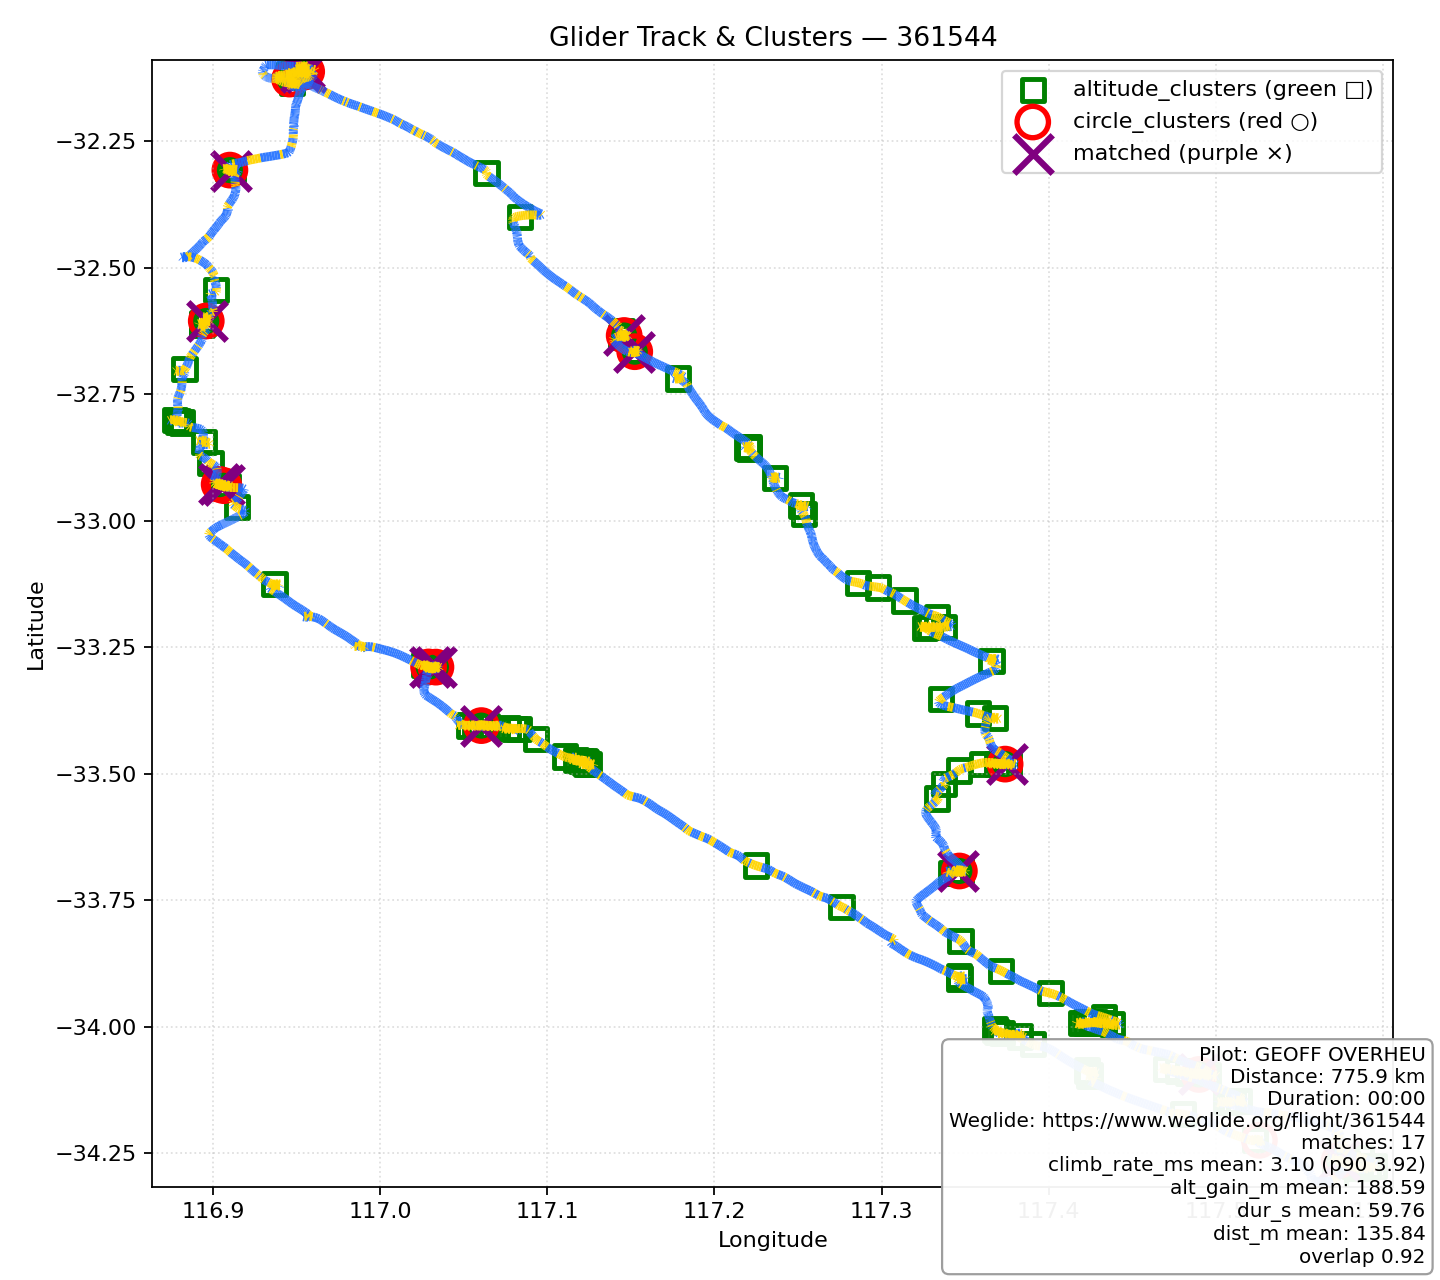 Glider Track & Clusters — 361544
altitude_clusters (green □)
circle_clusters (red ○)
matched (purple ×)
−32.25
−32.50
−32.75
−33.00
−33.25
−33.50
−33.75
−34.00
−34.25
Latitude
116.9
117.0
117.1
117.2
117.3
117.4
Longitude
Pilot: GEOFF OVERHEU
Distance: 775.9 km
Duration: 00:00
Weglide: https://www.weglide.org/flight/361544
matches: 17
climb_rate_ms mean: 3.10 (p90 3.92)
alt_gain_m mean: 188.59
dur_s mean: 59.76
dist_m mean: 135.84
overlap 0.92